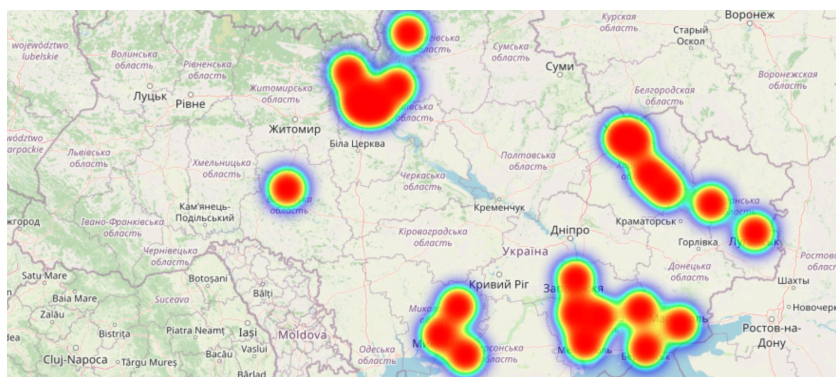 Воронеж
Курская
область
Старый
Оскол
województwo
lubelskie
Волинська
область
Рівненська
область
Сумська
область
Суми
Белгородская
область
Воронежская
область
Луцьк
Рівне
Житомирська
область
Житомир
Львівська
область
Хмельницька
область
Біла Церква
Черкаська
область
Полтавська
область
Кам'янець-
Подільський
Івано-Франківська
область
Чернівецька
область
область
Кременчук
Кіровоградська
область
Україна
Дніпро
Краматорськ
Горлівка
Донецька
область
Шахты
Ростов-на-
Дону
Кривий Ріг
Satu Mare
Baia Mare
Zalău
Bistrița
Cluj-Napoca
Târgu Mureș
Suceava
Botoșani
Piatra Neamț
Bacău
Iași
Vaslui
Bârlad
Bălți
Moldova
Одеська
область
область